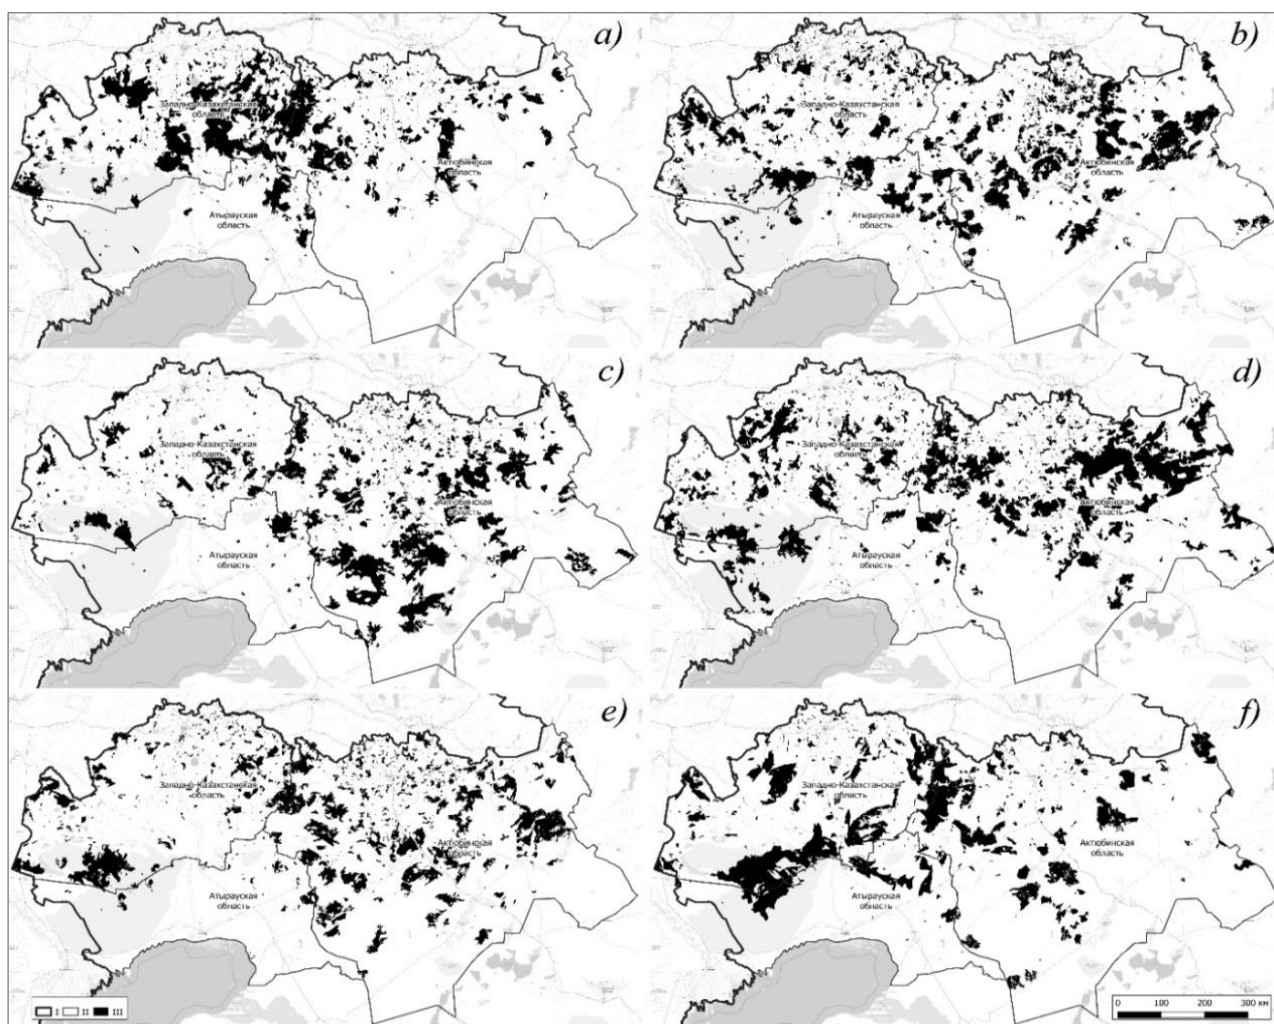 a)
Западно-Казахстанская
область
Актюбинская
область
Атырауская
область
b)
Западно-Казахстанская
область
Актюбинская
область
Атырауская
область
c)
Западно-Казахстанская
область
Актюбинская
область
Атырауская
область
d)
Западно-Казахстанская
область
Актюбинская
область
Атырауская
область
e)
Западно-Казахстанская
область
Актюбинская
область
Атырауская
область
I II III
f)
Западно-Казахстанская
область
Актюбинская
область
Атырауская
область
0 100 200 300 км